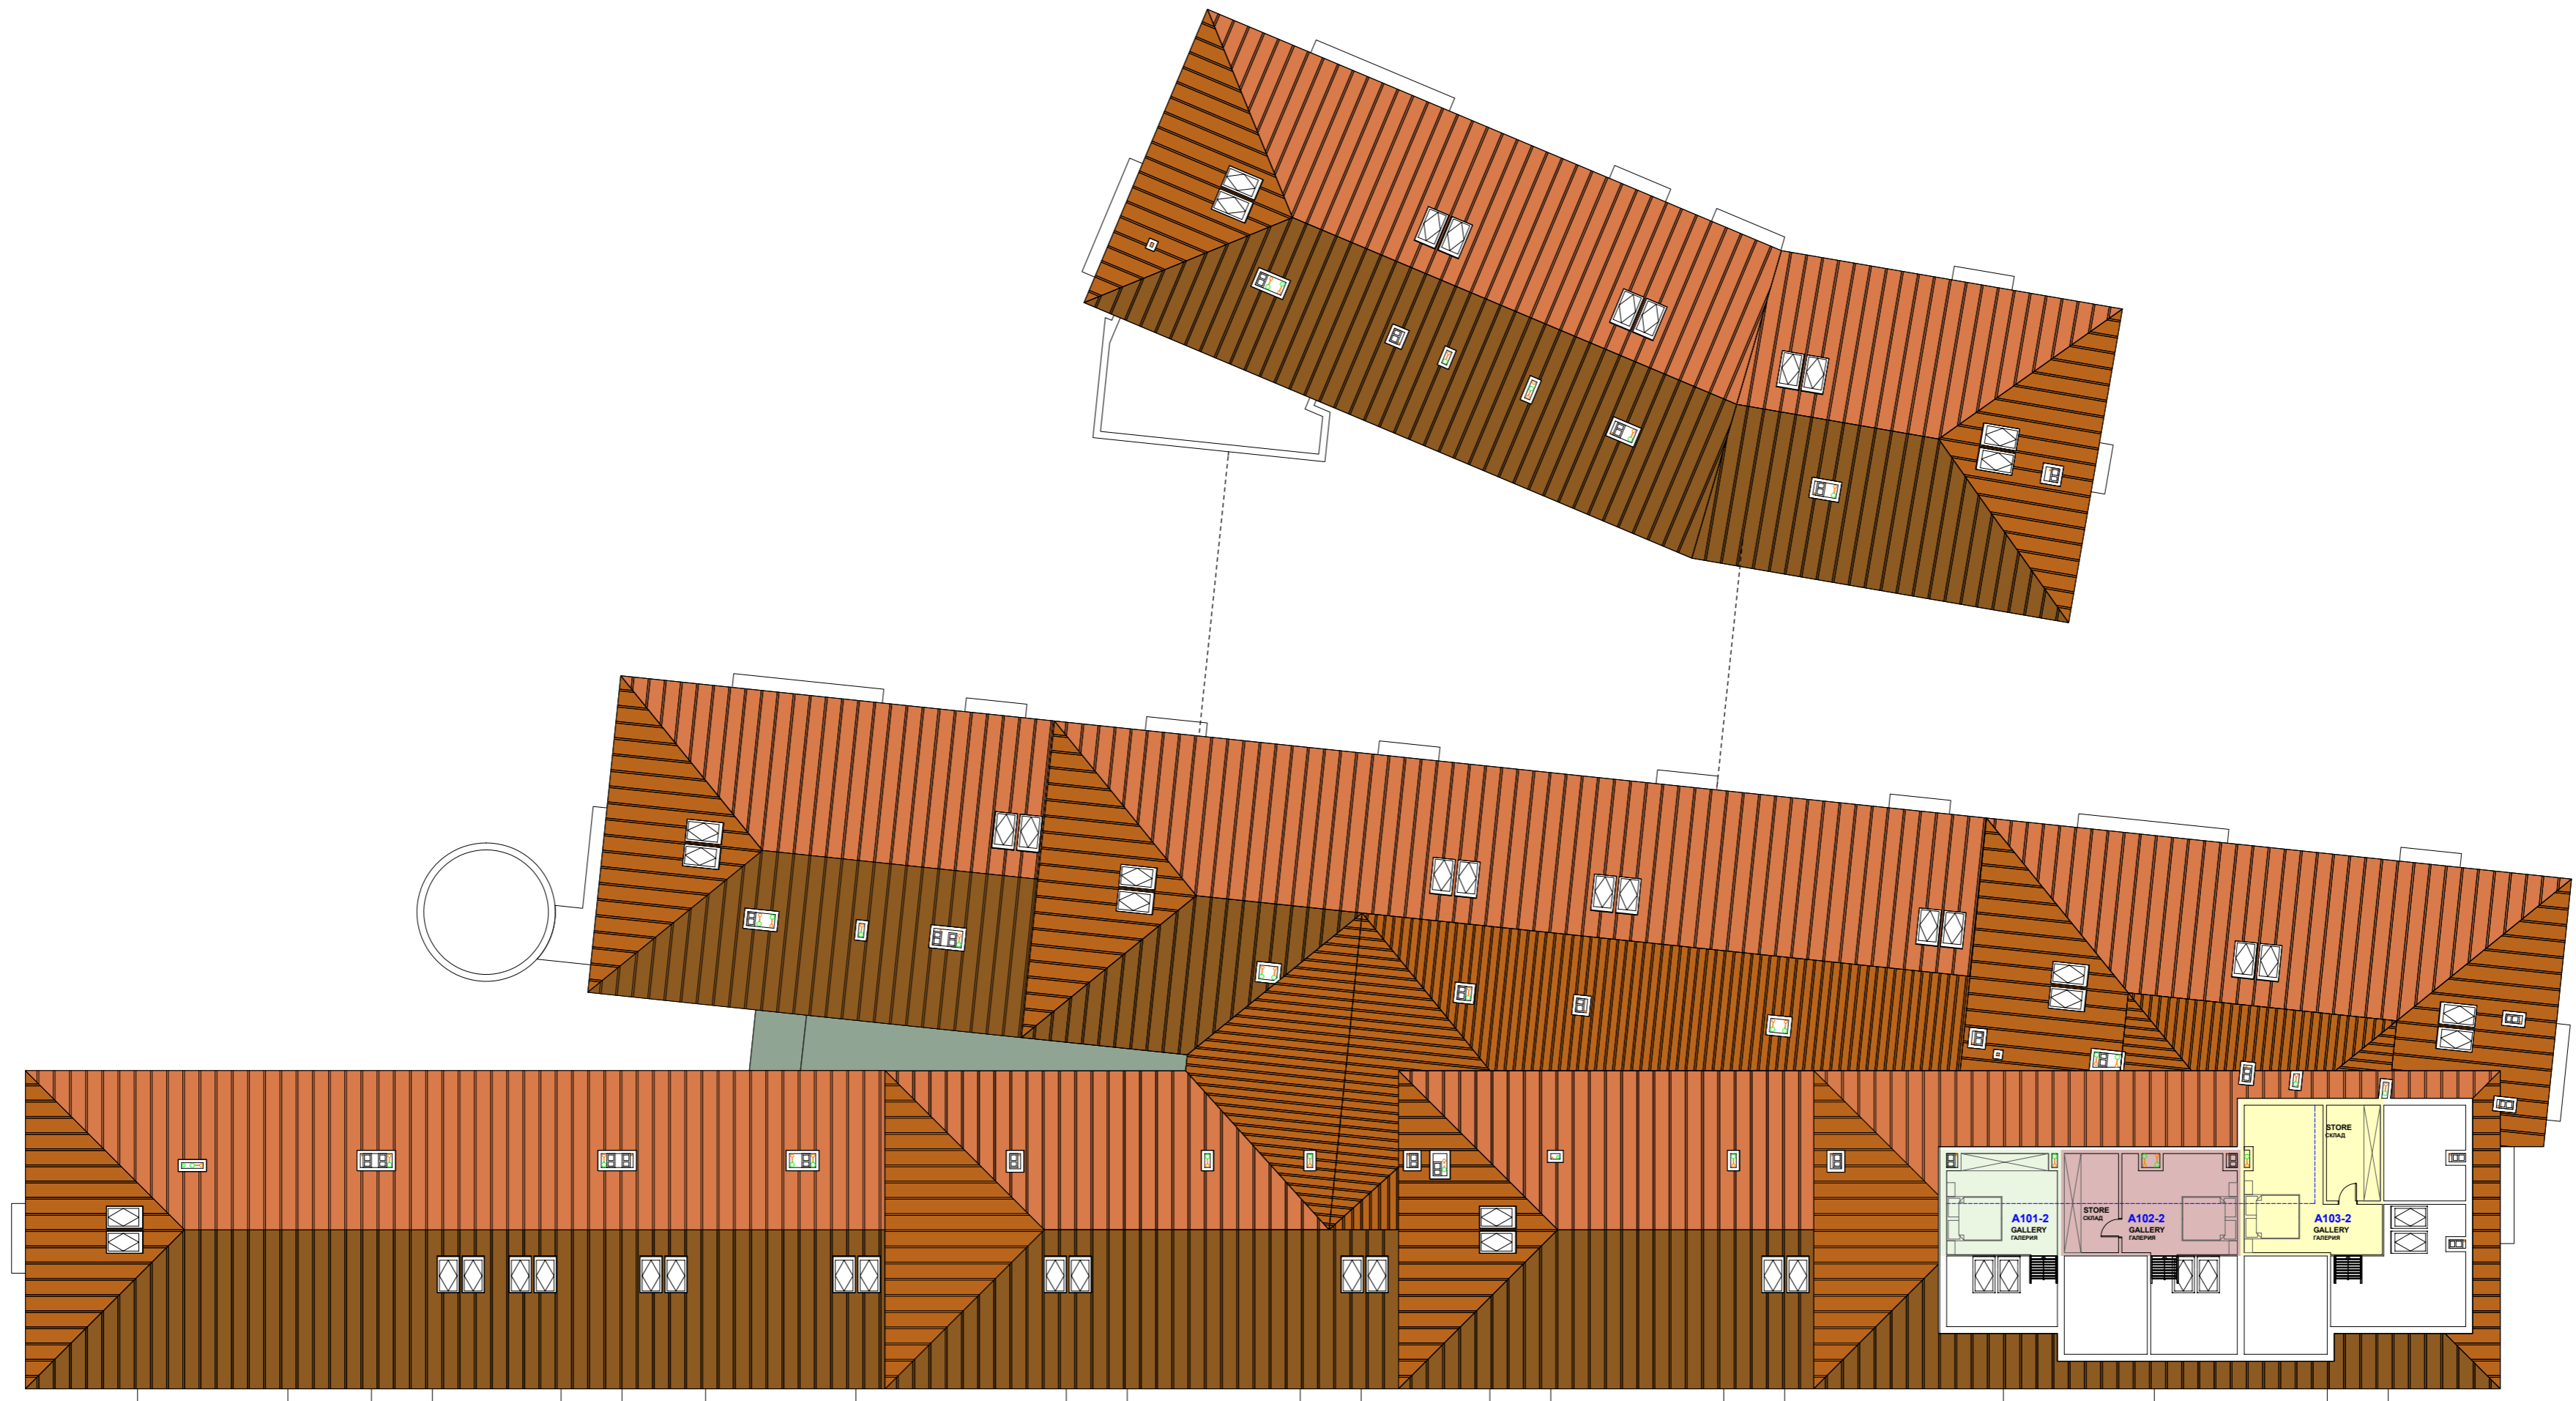 STORE
СКЛАД
A101-2
GALLERY
ГАЛЕРИЯ
STORE
СКЛАД
A102-2
GALLERY
ГАЛЕРИЯ
A103-2
GALLERY
ГАЛЕРИЯ